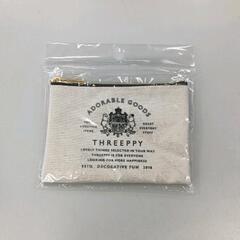 ADORABLE GOODS
THREEPPY
LOVELY THINGS SELECTED IN YOUR WAY.
THREEPPY IS FOR EVERYONE
LOOKING FOR MORE HAPPINESS
ESTD. DECORATIVE FUN 2018